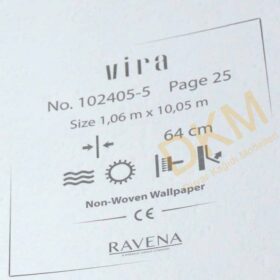 vira
No. 102405-5 Page 25
Size 1,06 m x 10,05 m
64 cm
DKM
Non-Woven Wallpaper
CE
RAVENA